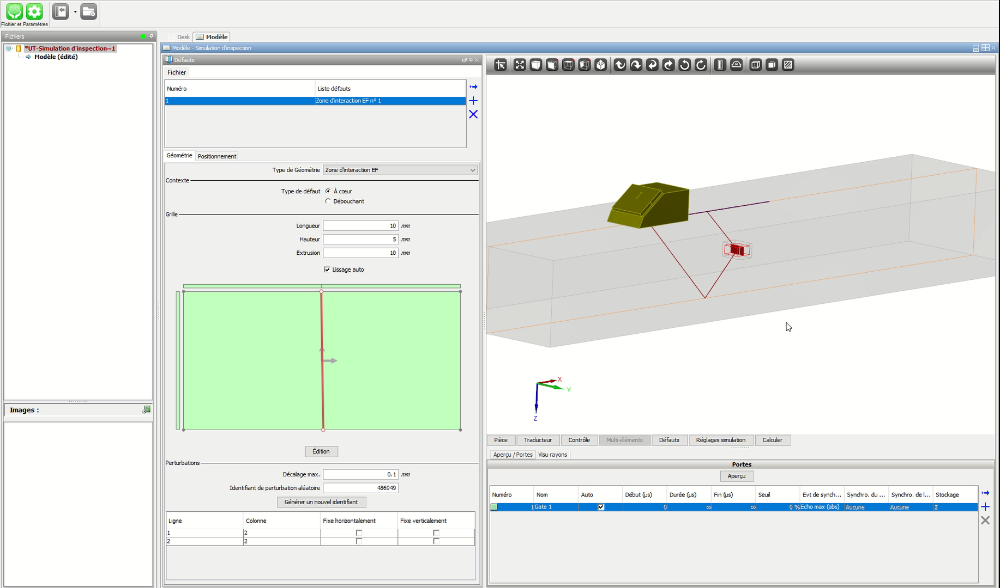 Fichier et Paramètres
Fichiers
*UT-Simulation d'inspection~1
Modèle (édité)
Images :
Desk
Modèle
Modèle - Simulation d'inspection
Défauts
Fichier
Numéro Liste défauts
1 Zone d'interaction EF n° 1
Géométrie Positionnement
Type de Géométrie Zone d'interaction EF
Contexte
Type de défaut À cœur
Débouchant
Grille
Longueur 10 mm
Hauteur 5 mm
Extrusion 10 mm
Lissage auto
Édition
Perturbations
Décalage max. 0.1 mm
Identifiant de perturbation aléatoire 486949
Générer un nouvel identifiant
Ligne Colonne Fixe horizontalement Fixe verticalement
1 2
2 2
X
Y
Z
Pièce Traducteur Contrôle Multi-éléments Défauts Réglages simulation Calculer
Aperçu / Portes Visu rayons
Portes
Aperçu
Numéro Nom Auto Début (µs) Durée (µs) Fin (µs) Seuil Evt de synch... Synchro. du ... Synchro. de l... Stockage
1 Gate 1 0 ∞ ∞ 0 % Echo max (abs) Aucune Aucune Σ